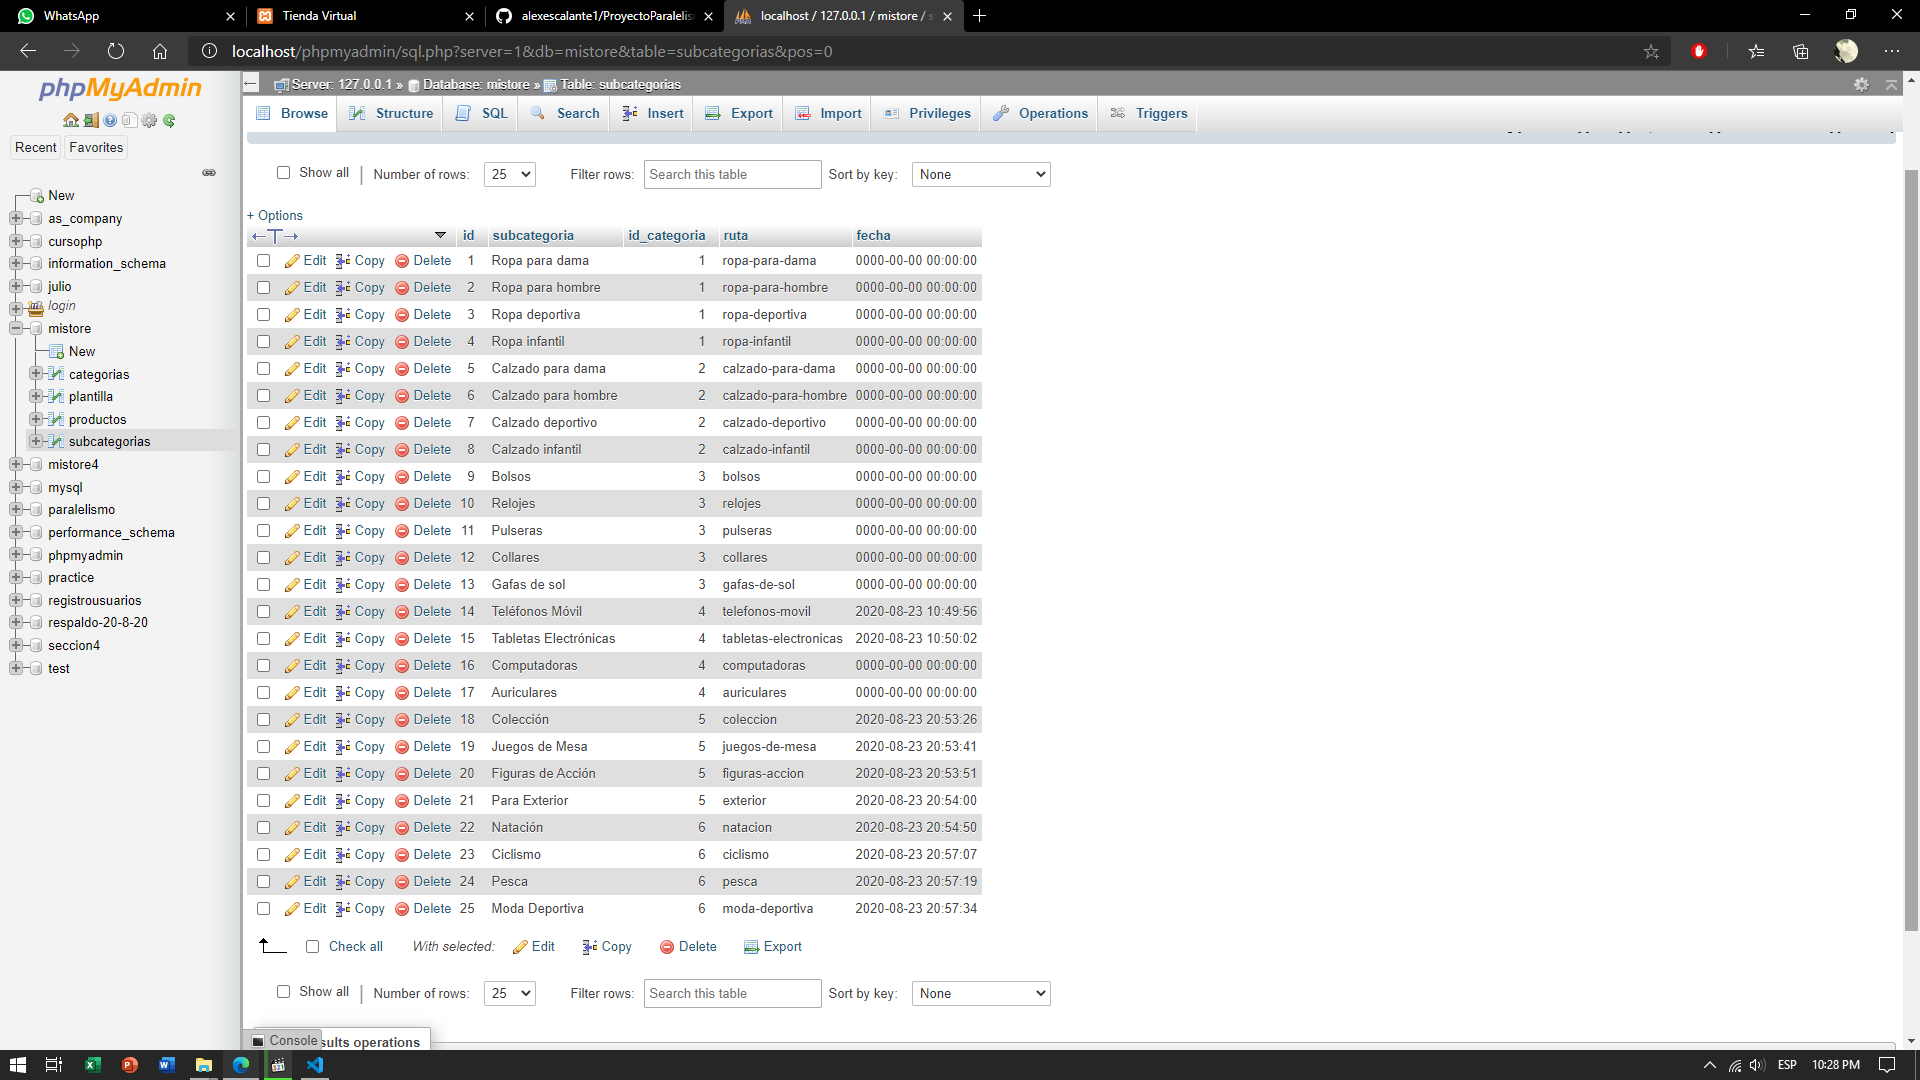 WhatsApp
Tienda Virtual
alexescalante1/ProyectoParalelis
localhost / 127.0.0.1 / mistore / s
localhost/phpmyadmin/sql.php?server=1&db=mistore&table=subcategorias&pos=0
phpMyAdmin
Recent
Favorites
New
as_company
cursophp
information_schema
julio
login
mistore
New
categorias
plantilla
productos
subcategorias
mistore4
mysql
paralelismo
performance_schema
phpmyadmin
practice
registrousuarios
respaldo-20-8-20
seccion4
test
Server: 127.0.0.1 » Database: mistore » Table: subcategorias
Browse Structure SQL Search Insert Export Import Privileges Operations Triggers
Show all | Number of rows: 25 Filter rows: Search this table Sort by key: None
+ Options
←T→ id subcategoria id_categoria ruta fecha
Edit Copy Delete 1 Ropa para dama 1 ropa-para-dama 0000-00-00 00:00:00
Edit Copy Delete 2 Ropa para hombre 1 ropa-para-hombre 0000-00-00 00:00:00
Edit Copy Delete 3 Ropa deportiva 1 ropa-deportiva 0000-00-00 00:00:00
Edit Copy Delete 4 Ropa infantil 1 ropa-infantil 0000-00-00 00:00:00
Edit Copy Delete 5 Calzado para dama 2 calzado-para-dama 0000-00-00 00:00:00
Edit Copy Delete 6 Calzado para hombre 2 calzado-para-hombre 0000-00-00 00:00:00
Edit Copy Delete 7 Calzado deportivo 2 calzado-deportivo 0000-00-00 00:00:00
Edit Copy Delete 8 Calzado infantil 2 calzado-infantil 0000-00-00 00:00:00
Edit Copy Delete 9 Bolsos 3 bolsos 0000-00-00 00:00:00
Edit Copy Delete 10 Relojes 3 relojes 0000-00-00 00:00:00
Edit Copy Delete 11 Pulseras 3 pulseras 0000-00-00 00:00:00
Edit Copy Delete 12 Collares 3 collares 0000-00-00 00:00:00
Edit Copy Delete 13 Gafas de sol 3 gafas-de-sol 0000-00-00 00:00:00
Edit Copy Delete 14 Teléfonos Móvil 4 telefonos-movil 2020-08-23 10:49:56
Edit Copy Delete 15 Tabletas Electrónicas 4 tabletas-electronicas 2020-08-23 10:50:02
Edit Copy Delete 16 Computadoras 4 computadoras 0000-00-00 00:00:00
Edit Copy Delete 17 Auriculares 4 auriculares 0000-00-00 00:00:00
Edit Copy Delete 18 Colección 5 coleccion 2020-08-23 20:53:26
Edit Copy Delete 19 Juegos de Mesa 5 juegos-de-mesa 2020-08-23 20:53:41
Edit Copy Delete 20 Figuras de Acción 5 figuras-accion 2020-08-23 20:53:51
Edit Copy Delete 21 Para Exterior 5 exterior 2020-08-23 20:54:00
Edit Copy Delete 22 Natación 6 natacion 2020-08-23 20:54:50
Edit Copy Delete 23 Ciclismo 6 ciclismo 2020-08-23 20:57:07
Edit Copy Delete 24 Pesca 6 pesca 2020-08-23 20:57:19
Edit Copy Delete 25 Moda Deportiva 6 moda-deportiva 2020-08-23 20:57:34
Check all With selected: Edit Copy Delete Export
Show all | Number of rows: 25 Filter rows: Search this table Sort by key: None
Console
sults operations
ESP 10:28 PM